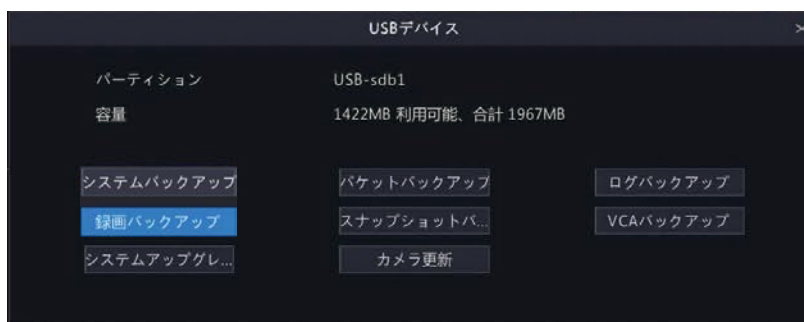 USBデバイス ×
パーティション USB-sdb1
容量 1422MB 利用可能、合計 1967MB
システムバックアップ パケットバックアップ ログバックアップ
録画バックアップ スナップショットバ... VCAバックアップ
システムアップグレ... カメラ更新